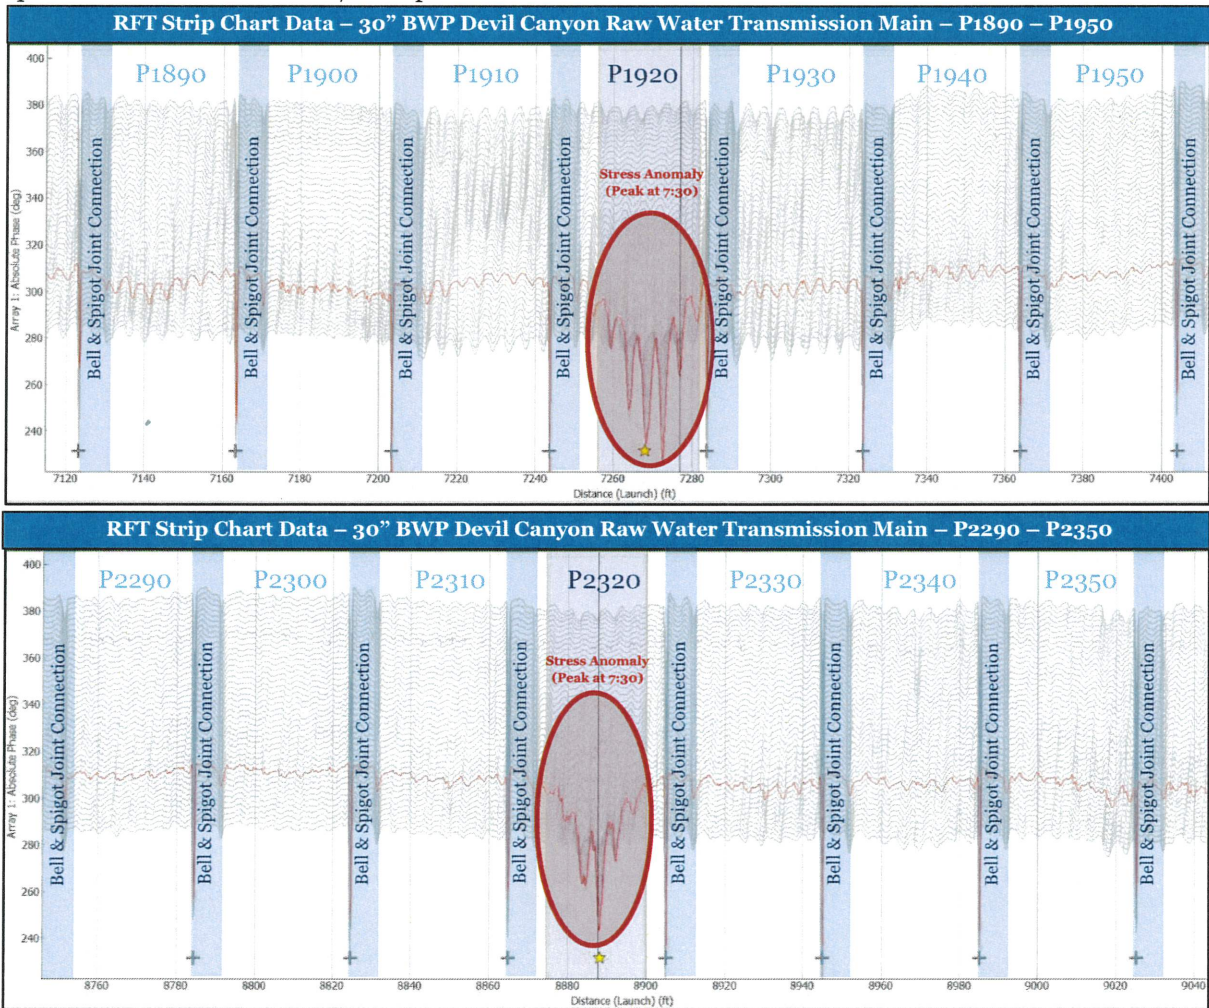 RFT Strip Chart Data – 30” BWP Devil Canyon Raw Water Transmission Main – P1890 – P1950
400
380
360
340
320
300
280
260
240
Array 1: Absolute Phase (deg)
P1890
P1900
P1910
P1920
P1930
P1940
P1950
Stress Anomaly
(Peak at 7:30)
Bell & Spigot Joint Connection
Bell & Spigot Joint Connection
Bell & Spigot Joint Connection
Bell & Spigot Joint Connection
Bell & Spigot Joint Connection
Bell & Spigot Joint Connection
Bell & Spigot Joint Connection
Bell & Spigot Joint Connection
7120 7140 7160 7180 7200 7220 7240 7260 7280 7300 7320 7340 7360 7380 7400
Distance (Launch) (ft)
RFT Strip Chart Data – 30” BWP Devil Canyon Raw Water Transmission Main – P2290 – P2350
400
380
360
340
320
300
280
260
240
Array 1: Absolute Phase (deg)
P2290
P2300
P2310
P2320
P2330
P2340
P2350
Stress Anomaly
(Peak at 7:30)
Bell & Spigot Joint Connection
Bell & Spigot Joint Connection
Bell & Spigot Joint Connection
Bell & Spigot Joint Connection
Bell & Spigot Joint Connection
Bell & Spigot Joint Connection
Bell & Spigot Joint Connection
Bell & Spigot Joint Connection
8760 8780 8800 8820 8840 8860 8880 8900 8920 8940 8960 8980 9000 9020 9040
Distance (Launch) (ft)